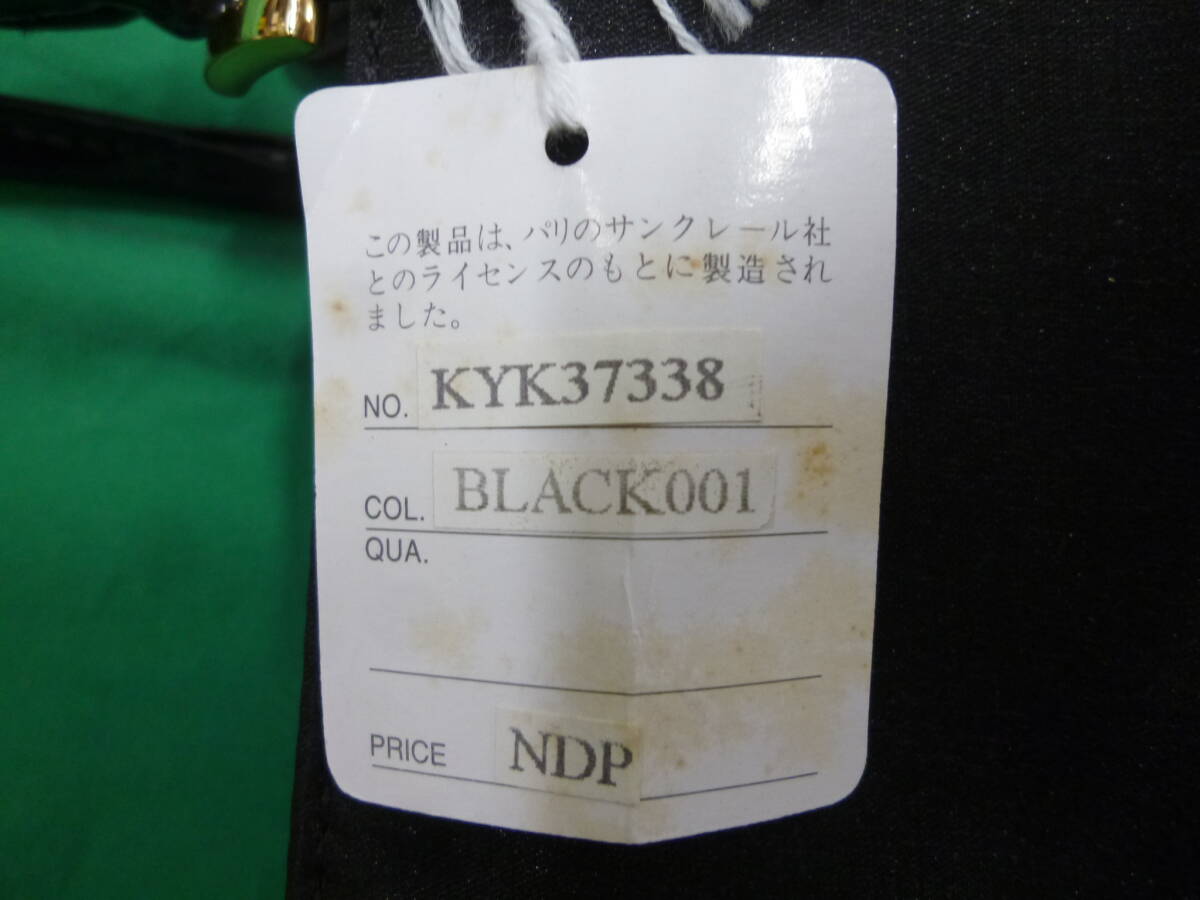 この製品は、パリのサンクレール社
とのライセンスのもとに製造され
ました。
NO. KYK37338
COL. BLACK001
QUA.
PRICE NDP